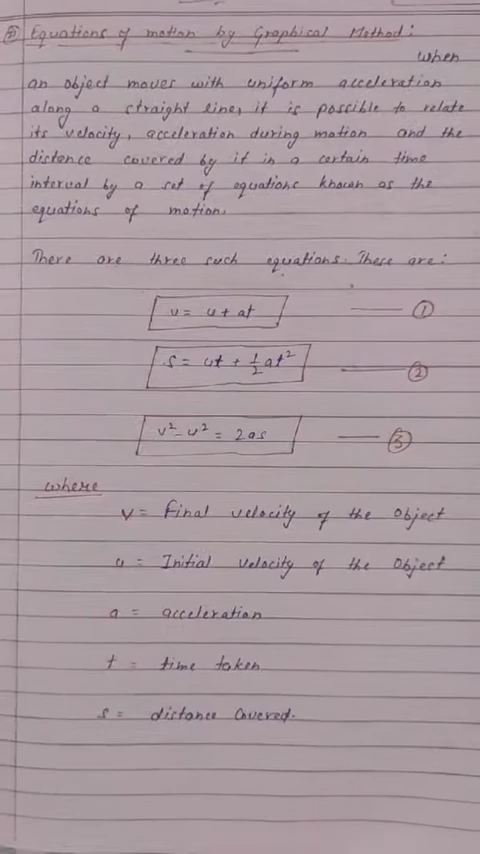 Equations of motion by Graphical Method:
when
an object moves with uniform acceleration
along a straight line, it is possible to relate
its velocity, acceleration during motion and the
distance covered by it in a certain time
interval by a set of equations known as the
equations of motion.
There are three such equations. These are:
v = u + at ①
s = ut + 1/2 at² ②
v² - u² = 2as ③
where
v = Final velocity of the Object
u = Initial velocity of the Object
a = acceleration
t = time taken
s = distance Covered.